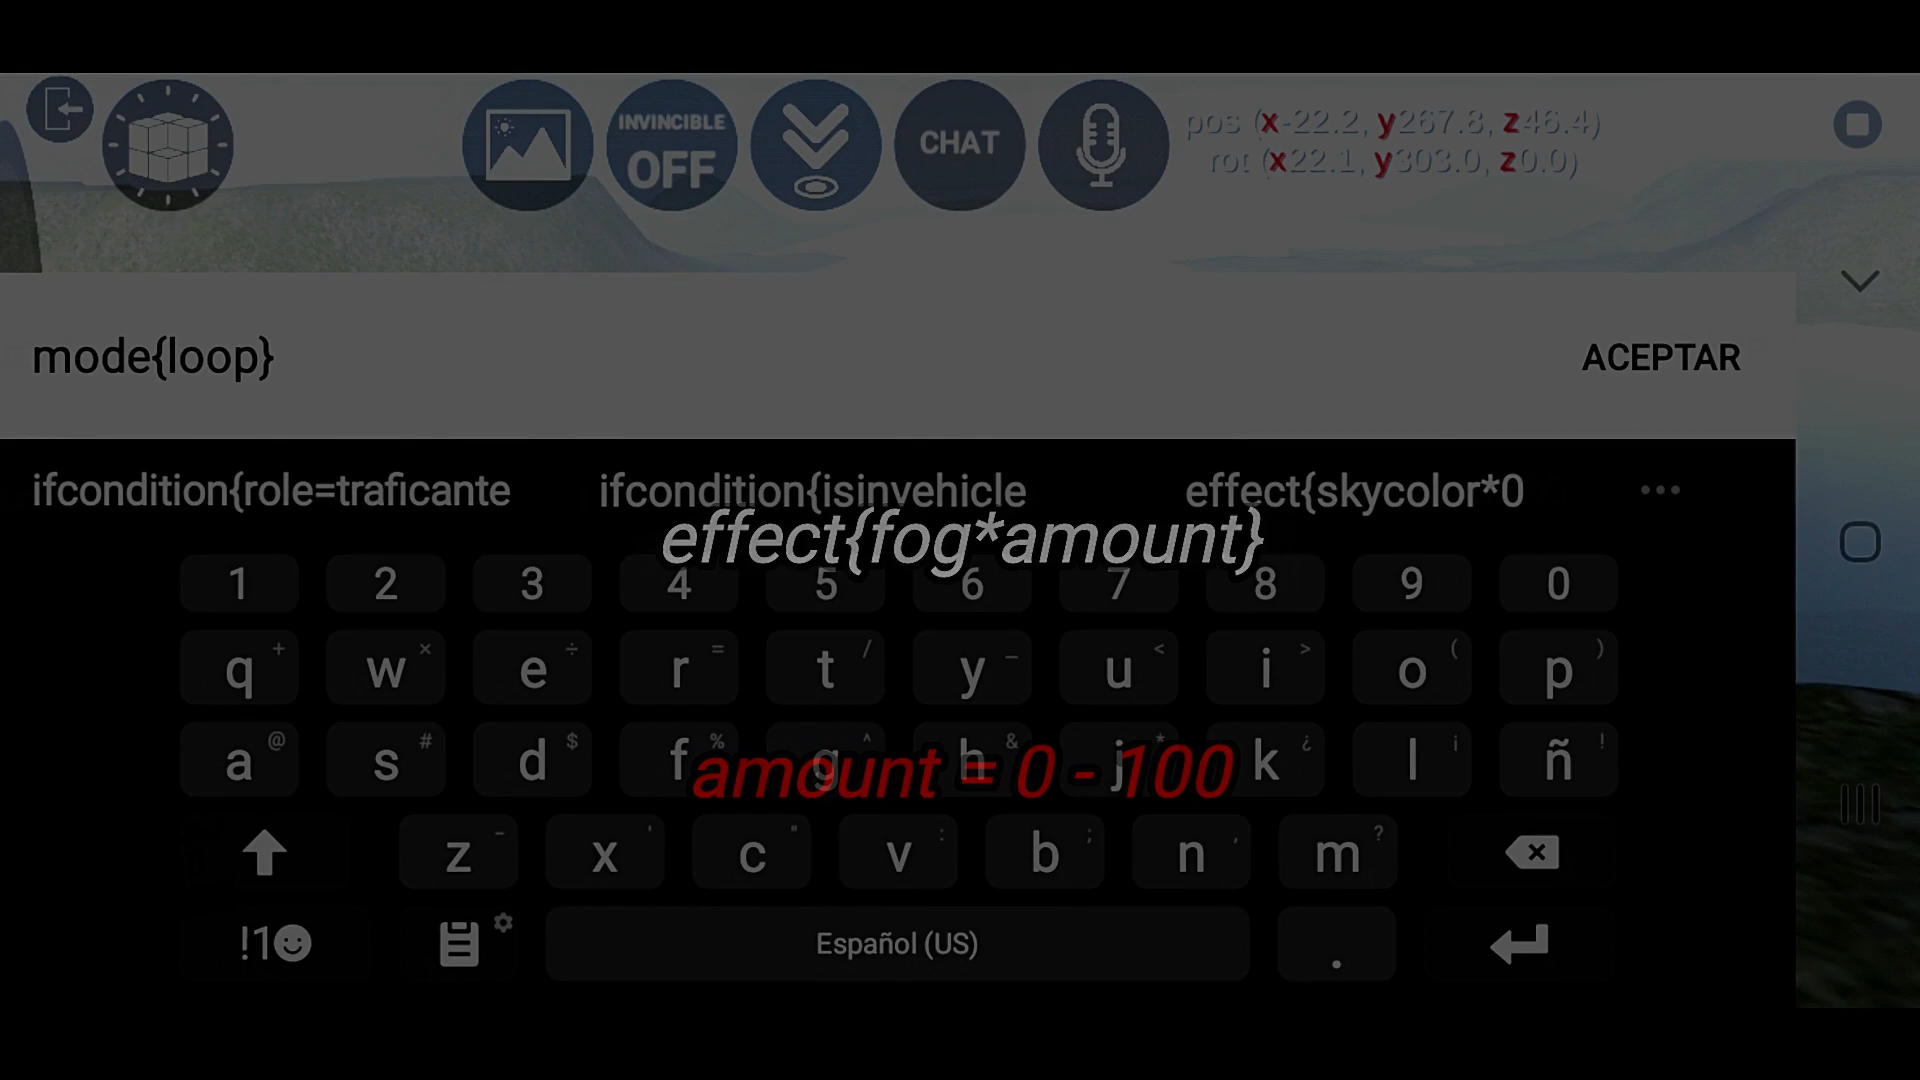 INVINCIBLE
OFF
CHAT
pos (x-22.2, y267.8, z46.4)
rot (x22.1, y303.0, z0.0)
mode{loop}
ACEPTAR
ifcondition{role=traficante
ifcondition{isinvehicle
effect{skycolor*0
...
effect{fog*amount}
1 2 3 4 5 6 7 8 9 0
q + w × e ÷ r = t / y _ u < i > o ( p )
a @ s # d $ f % g ^ h & j * k ¿ l ¡ ñ !
amount = 0 - 100
z - x ' c " v : b ; n , m ?
!1
Español (US)
.